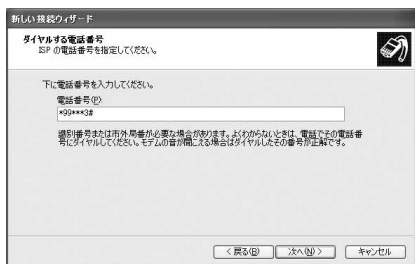 新しい接続ウィザード
ダイヤルする電話番号
ISP の電話番号を指定してください。
下に電話番号を入力してください。
電話番号(P):
*99***3#
識別番号または市外局番が必要な場合があります。よくわからないときは、電話でその電話番
号にダイヤルしてください。モデムの音が聞こえる場合はダイヤルしたその番号が正解です。
< 戻る(B)
次へ(N) >
キャンセル